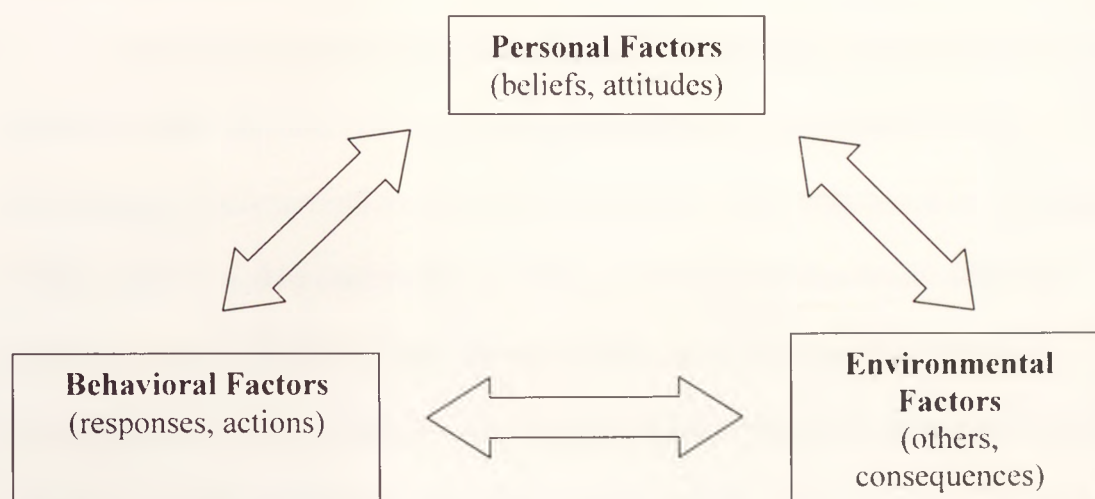 Personal Factors
(beliefs, attitudes)
Behavioral Factors
(responses, actions)
Environmental
Factors
(others,
consequences)